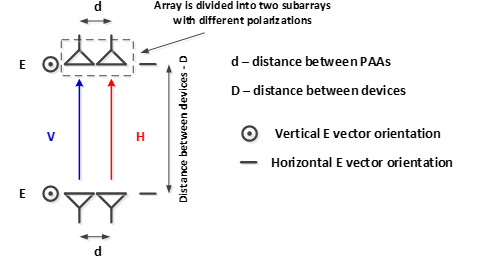 d
Array is divided into two subarrays
with different polarizations
E
d – distance between PAAs
D – distance between devices
V
H
Distance between devices - D
Vertical E vector orientation
Horizontal E vector orientation
E
d